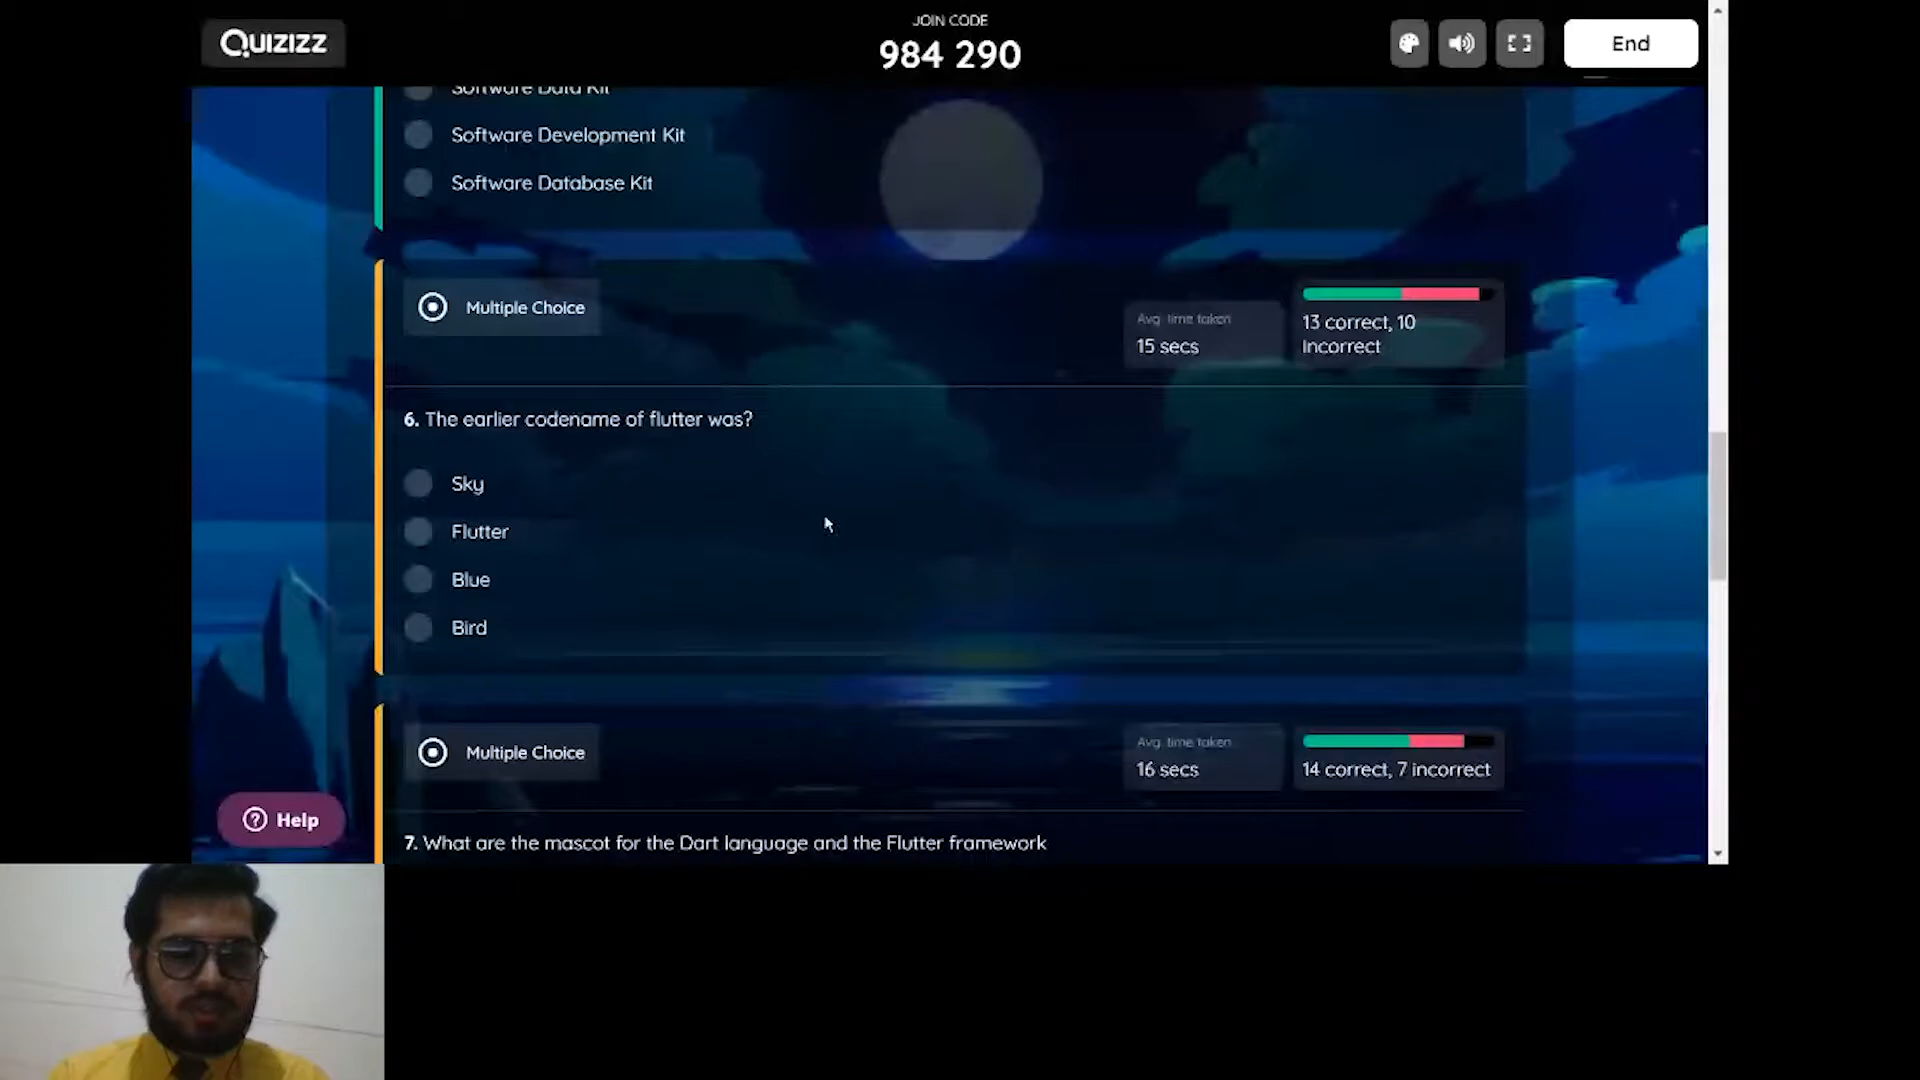 Quizizz
JOIN CODE
984 290
End
Software Data Kit
Software Development Kit
Software Database Kit
Multiple Choice
Avg. time taken
15 secs
13 correct, 10
incorrect
6. The earlier codename of flutter was?
Sky
Flutter
Blue
Bird
Multiple Choice
Avg. time taken
16 secs
14 correct, 7 incorrect
Help
7. What are the mascot for the Dart language and the Flutter framework